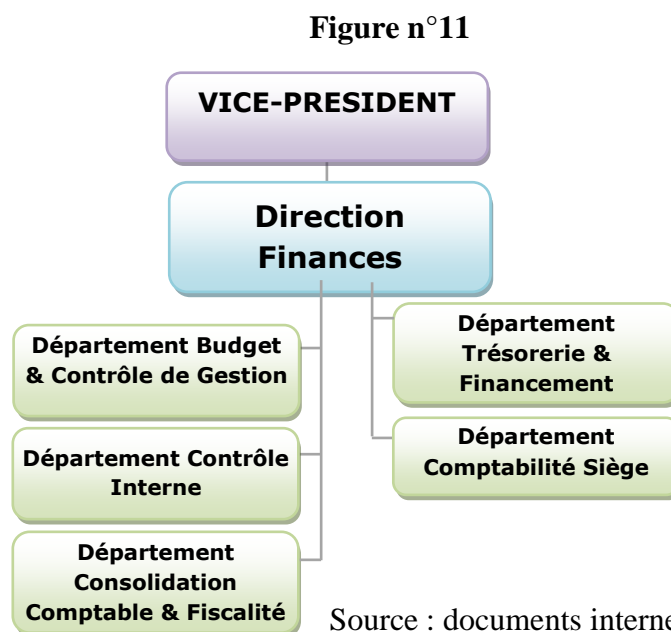 Figure n°11
VICE-PRESIDENT
Direction
Finances
Département Budget
& Contrôle de Gestion
Département Contrôle
Interne
Département
Consolidation
Comptable & Fiscalité
Département
Trésorerie &
Financement
Département
Comptabilité Siège
Source : documents interne